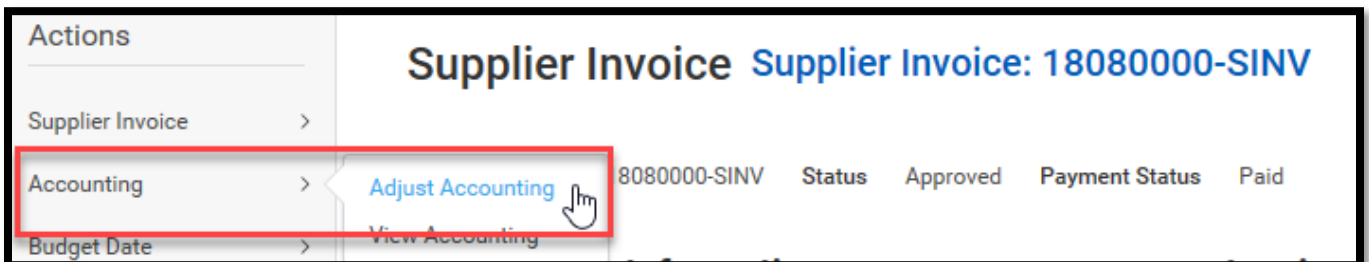 Actions
Supplier Invoice Supplier Invoice: 18080000-SINV
Supplier Invoice
Accounting
Adjust Accounting
8080000-SINV Status Approved Payment Status Paid
View Accounting
Budget Date